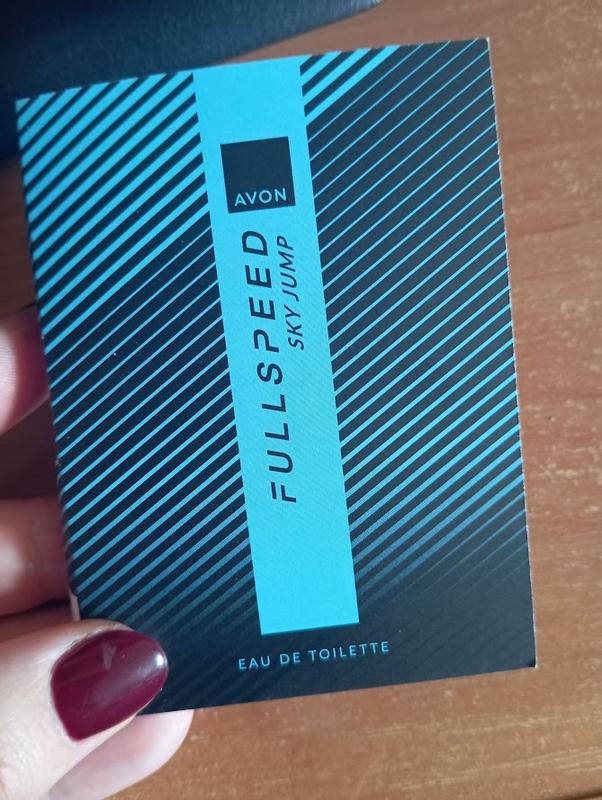 AVON
FULLSPEED
SKY JUMP
EAU DE TOILETTE